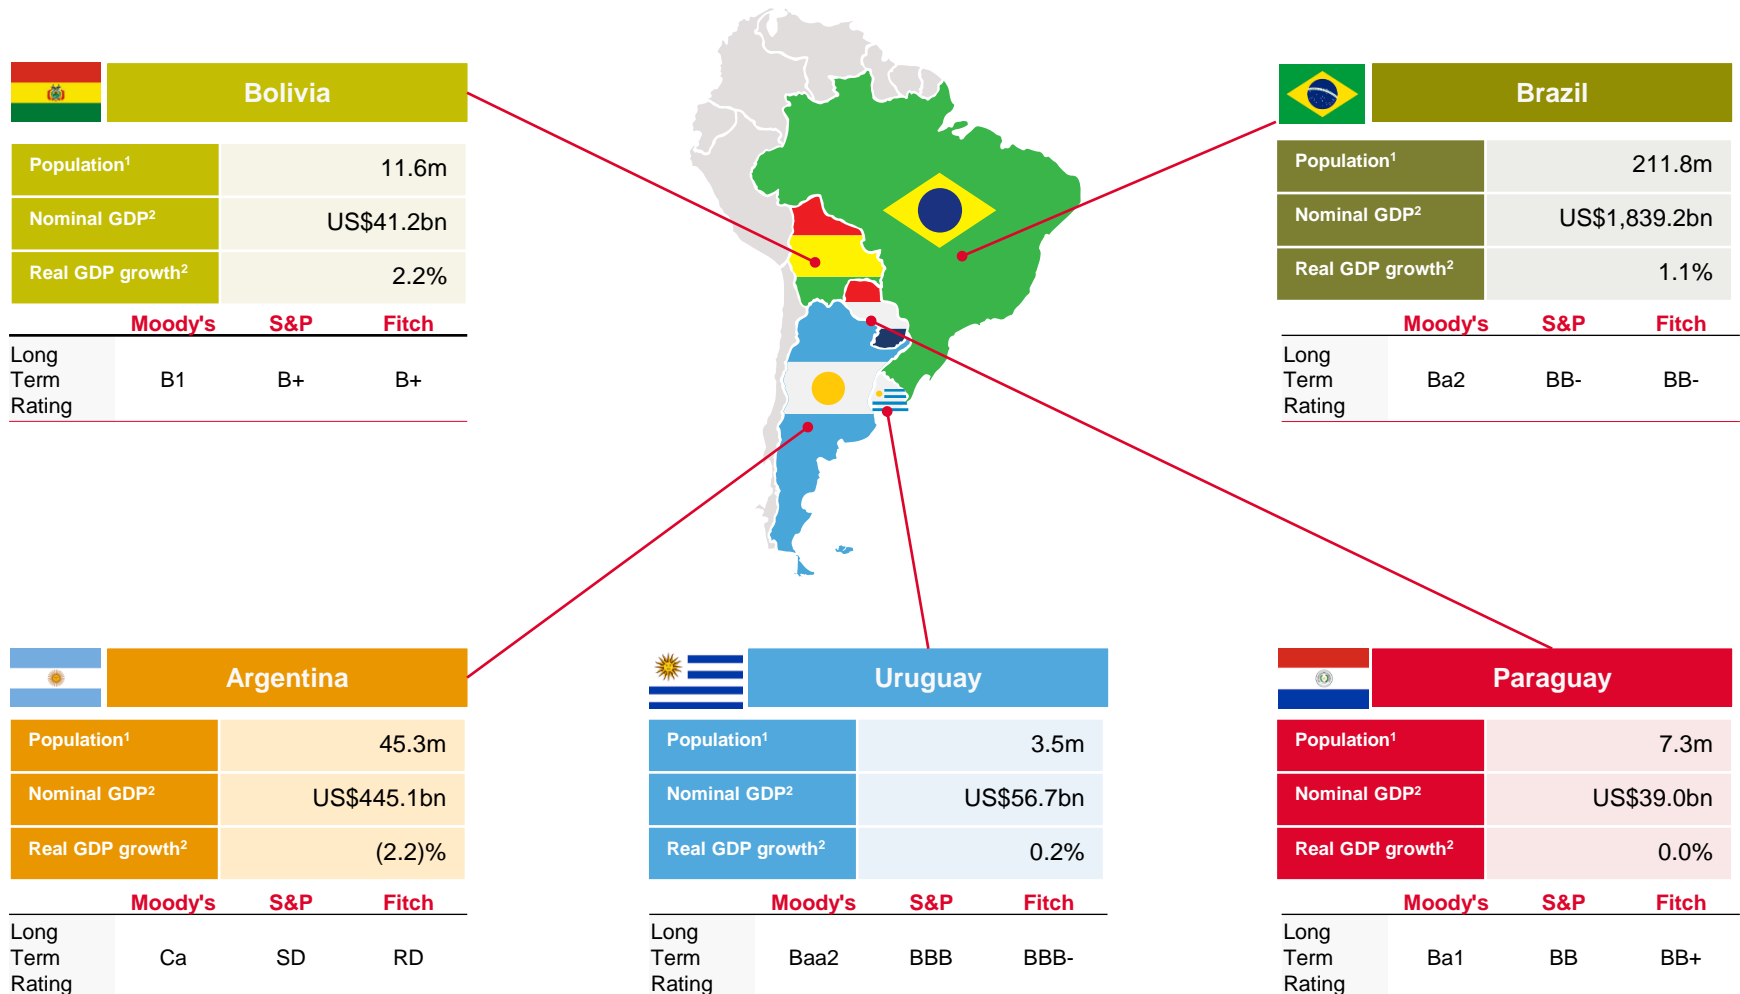 Bolivia
Population¹ 11.6m
Nominal GDP² US$41.2bn
Real GDP growth² 2.2%
Moody's S&P Fitch
Long
Term
Rating
B1 B+ B+
Brazil
Population¹ 211.8m
Nominal GDP² US$1,839.2bn
Real GDP growth² 1.1%
Moody's S&P Fitch
Long
Term
Rating
Ba2 BB- BB-
Argentina
Population¹ 45.3m
Nominal GDP² US$445.1bn
Real GDP growth² (2.2)%
Moody's S&P Fitch
Long
Term
Rating
Ca SD RD
Uruguay
Population¹ 3.5m
Nominal GDP² US$56.7bn
Real GDP growth² 0.2%
Moody's S&P Fitch
Long
Term
Rating
Baa2 BBB BBB-
Paraguay
Population¹ 7.3m
Nominal GDP² US$39.0bn
Real GDP growth² 0.0%
Moody's S&P Fitch
Long
Term
Rating
Ba1 BB BB+